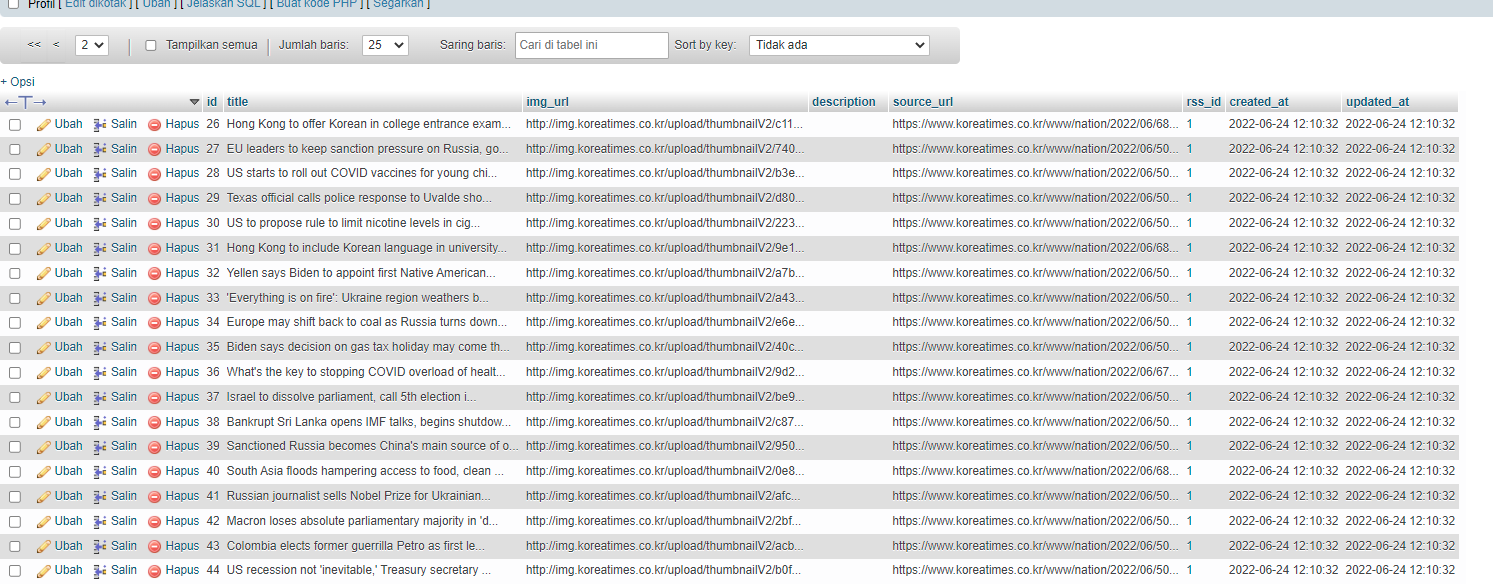 Profil [ Edit dikotak ] [ Ubah ] [ Jelaskan SQL ] [ Buat kode PHP ] [ Segarkan ]
<< < 2 | Tampilkan semua | Jumlah baris: 25 Saring baris: Cari di tabel ini Sort by key: Tidak ada
+ Opsi
←T→ id title img_url description source_url rss_id created_at updated_at
Ubah Salin Hapus 26 Hong Kong to offer Korean in college entrance exam... http://img.koreatimes.co.kr/upload/thumbnailV2/c11... https://www.koreatimes.co.kr/www/nation/2022/06/68... 1 2022-06-24 12:10:32 2022-06-24 12:10:32
Ubah Salin Hapus 27 EU leaders to keep sanction pressure on Russia, go... http://img.koreatimes.co.kr/upload/thumbnailV2/740... https://www.koreatimes.co.kr/www/nation/2022/06/50... 1 2022-06-24 12:10:32 2022-06-24 12:10:32
Ubah Salin Hapus 28 US starts to roll out COVID vaccines for young chi... http://img.koreatimes.co.kr/upload/thumbnailV2/b3e... https://www.koreatimes.co.kr/www/nation/2022/06/50... 1 2022-06-24 12:10:32 2022-06-24 12:10:32
Ubah Salin Hapus 29 Texas official calls police response to Uvalde sho... http://img.koreatimes.co.kr/upload/thumbnailV2/d80... https://www.koreatimes.co.kr/www/nation/2022/06/50... 1 2022-06-24 12:10:32 2022-06-24 12:10:32
Ubah Salin Hapus 30 US to propose rule to limit nicotine levels in cig... http://img.koreatimes.co.kr/upload/thumbnailV2/223... https://www.koreatimes.co.kr/www/nation/2022/06/50... 1 2022-06-24 12:10:32 2022-06-24 12:10:32
Ubah Salin Hapus 31 Hong Kong to include Korean language in university... http://img.koreatimes.co.kr/upload/thumbnailV2/9e1... https://www.koreatimes.co.kr/www/nation/2022/06/68... 1 2022-06-24 12:10:32 2022-06-24 12:10:32
Ubah Salin Hapus 32 Yellen says Biden to appoint first Native American... http://img.koreatimes.co.kr/upload/thumbnailV2/a7b... https://www.koreatimes.co.kr/www/nation/2022/06/50... 1 2022-06-24 12:10:32 2022-06-24 12:10:32
Ubah Salin Hapus 33 'Everything is on fire': Ukraine region weathers b... http://img.koreatimes.co.kr/upload/thumbnailV2/a43... https://www.koreatimes.co.kr/www/nation/2022/06/50... 1 2022-06-24 12:10:32 2022-06-24 12:10:32
Ubah Salin Hapus 34 Europe may shift back to coal as Russia turns down... http://img.koreatimes.co.kr/upload/thumbnailV2/e6e... https://www.koreatimes.co.kr/www/nation/2022/06/50... 1 2022-06-24 12:10:32 2022-06-24 12:10:32
Ubah Salin Hapus 35 Biden says decision on gas tax holiday may come th... http://img.koreatimes.co.kr/upload/thumbnailV2/40c... https://www.koreatimes.co.kr/www/nation/2022/06/50... 1 2022-06-24 12:10:32 2022-06-24 12:10:32
Ubah Salin Hapus 36 What's the key to stopping COVID overload of healt... http://img.koreatimes.co.kr/upload/thumbnailV2/9d2... https://www.koreatimes.co.kr/www/nation/2022/06/67... 1 2022-06-24 12:10:32 2022-06-24 12:10:32
Ubah Salin Hapus 37 Israel to dissolve parliament, call 5th election i... http://img.koreatimes.co.kr/upload/thumbnailV2/be9... https://www.koreatimes.co.kr/www/nation/2022/06/50... 1 2022-06-24 12:10:32 2022-06-24 12:10:32
Ubah Salin Hapus 38 Bankrupt Sri Lanka opens IMF talks, begins shutdow... http://img.koreatimes.co.kr/upload/thumbnailV2/c87... https://www.koreatimes.co.kr/www/nation/2022/06/50... 1 2022-06-24 12:10:32 2022-06-24 12:10:32
Ubah Salin Hapus 39 Sanctioned Russia becomes China's main source of o... http://img.koreatimes.co.kr/upload/thumbnailV2/950... https://www.koreatimes.co.kr/www/nation/2022/06/50... 1 2022-06-24 12:10:32 2022-06-24 12:10:32
Ubah Salin Hapus 40 South Asia floods hampering access to food, clean ... http://img.koreatimes.co.kr/upload/thumbnailV2/0e8... https://www.koreatimes.co.kr/www/nation/2022/06/68... 1 2022-06-24 12:10:32 2022-06-24 12:10:32
Ubah Salin Hapus 41 Russian journalist sells Nobel Prize for Ukrainian... http://img.koreatimes.co.kr/upload/thumbnailV2/afc... https://www.koreatimes.co.kr/www/nation/2022/06/50... 1 2022-06-24 12:10:32 2022-06-24 12:10:32
Ubah Salin Hapus 42 Macron loses absolute parliamentary majority in 'd... http://img.koreatimes.co.kr/upload/thumbnailV2/2bf... https://www.koreatimes.co.kr/www/nation/2022/06/50... 1 2022-06-24 12:10:32 2022-06-24 12:10:32
Ubah Salin Hapus 43 Colombia elects former guerrilla Petro as first le... http://img.koreatimes.co.kr/upload/thumbnailV2/acb... https://www.koreatimes.co.kr/www/nation/2022/06/50... 1 2022-06-24 12:10:32 2022-06-24 12:10:32
Ubah Salin Hapus 44 US recession not 'inevitable,' Treasury secretary ... http://img.koreatimes.co.kr/upload/thumbnailV2/b0f... https://www.koreatimes.co.kr/www/nation/2022/06/50... 1 2022-06-24 12:10:32 2022-06-24 12:10:32